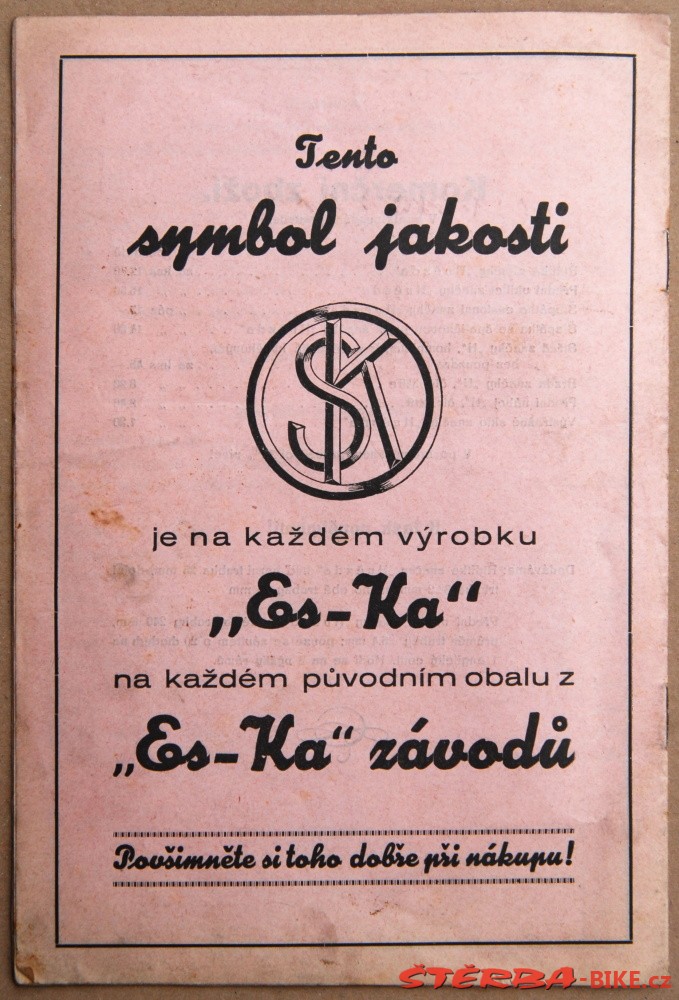 Tento
symbol jakosti
SK
je na každém výrobku
„Es-Ka“
na každém původním obalu z
„Es-Ka“ závodů
Povšimněte si toho dobře při nákupu!
ŠTĚRBA-BIKE.cz